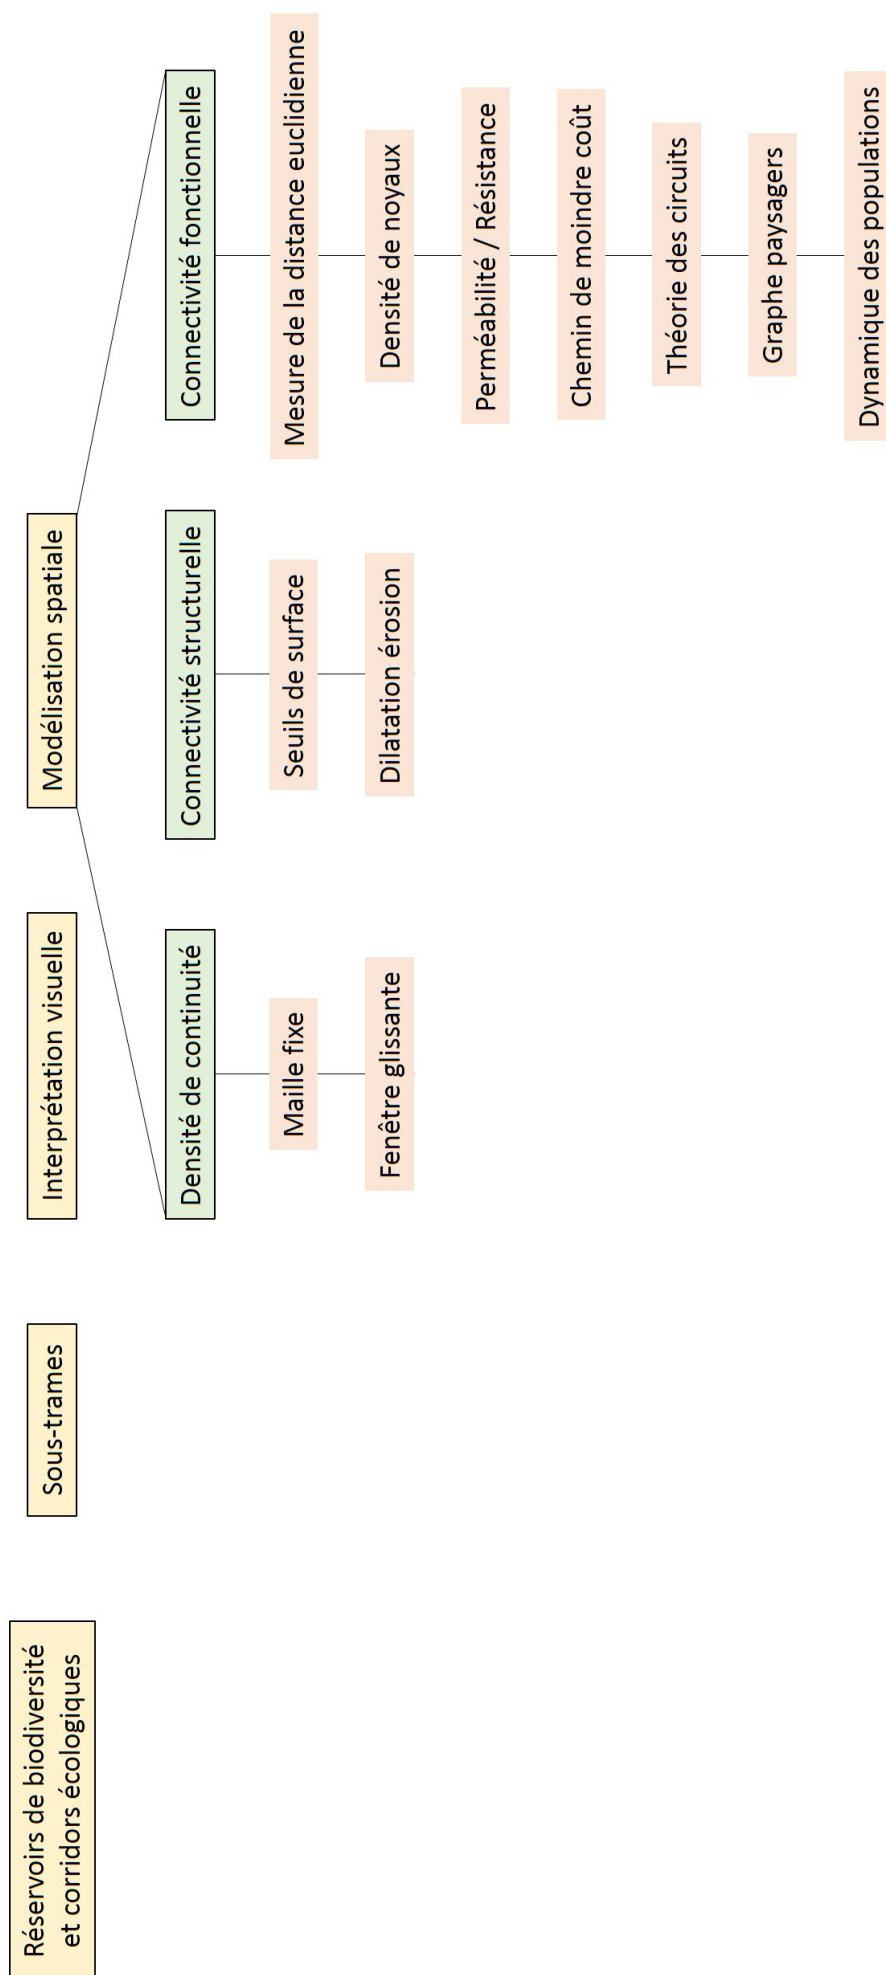 Réservoirs de biodiversité
et corridors écologiques
Sous-trames
Interprétation visuelle
Modélisation spatiale
Densité de continuité
Connectivité structurelle
Connectivité fonctionnelle
Maille fixe
Seuils de surface
Mesure de la distance euclidienne
Fenêtre glissante
Dilatation érosion
Densité de noyaux
Perméabilité / Résistance
Chemin de moindre coût
Théorie des circuits
Graphe paysagers
Dynamique des populations